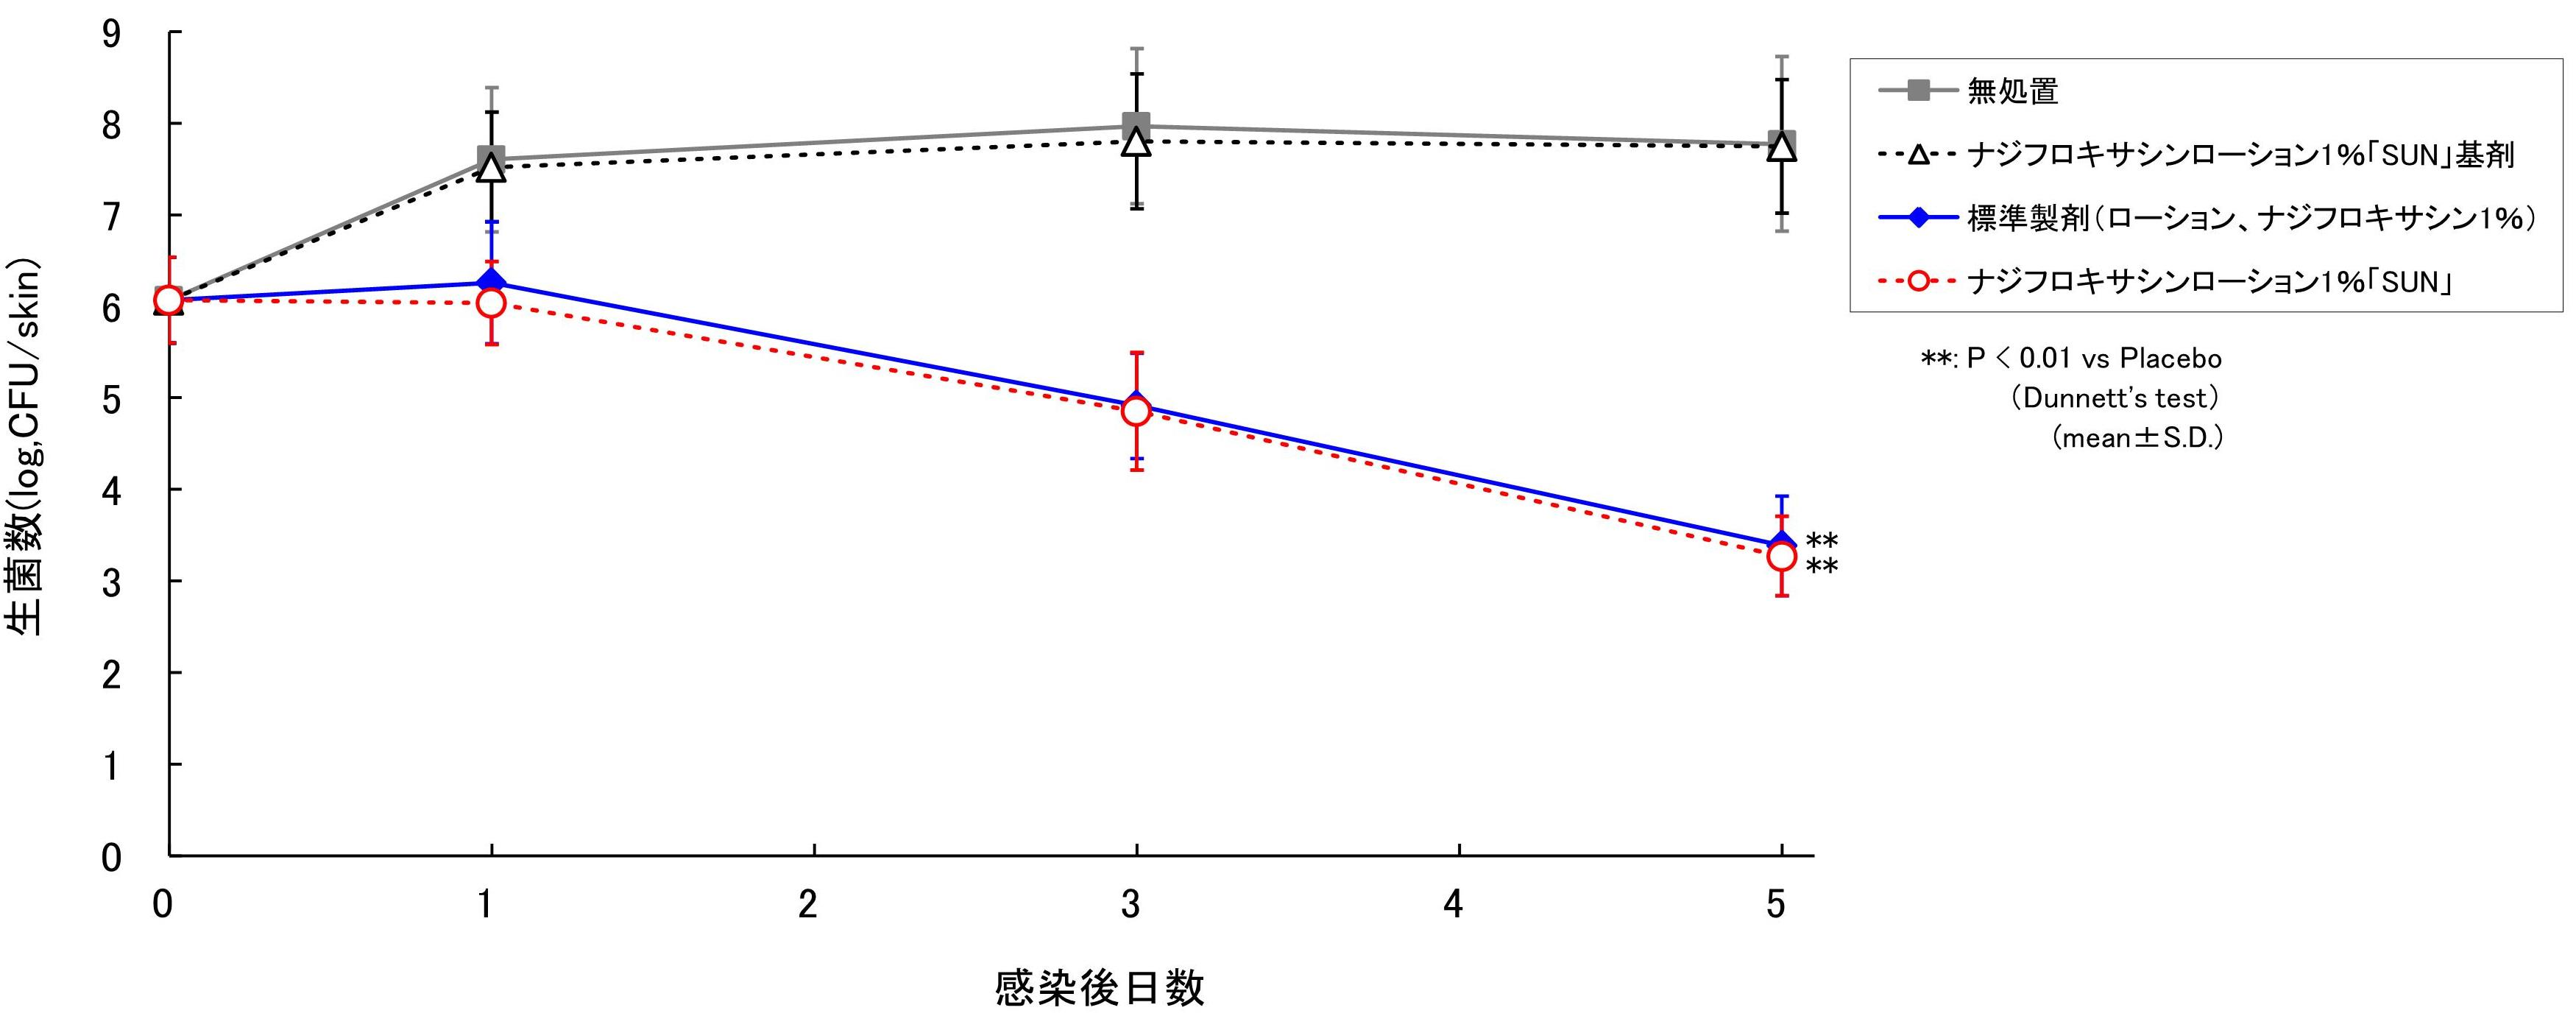 生菌数(log,CFU/skin)
9
8
7
6
5
4
3
2
1
0
0
1
2
3
4
5
感染後日数
無処置
ナジフロキサシンローション1%「SUN」基剤
標準製剤(ローション、ナジフロキサシン1%)
ナジフロキサシンローション1%「SUN」
**: P < 0.01 vs Placebo
(Dunnett's test)
(mean±S.D.)
**
**